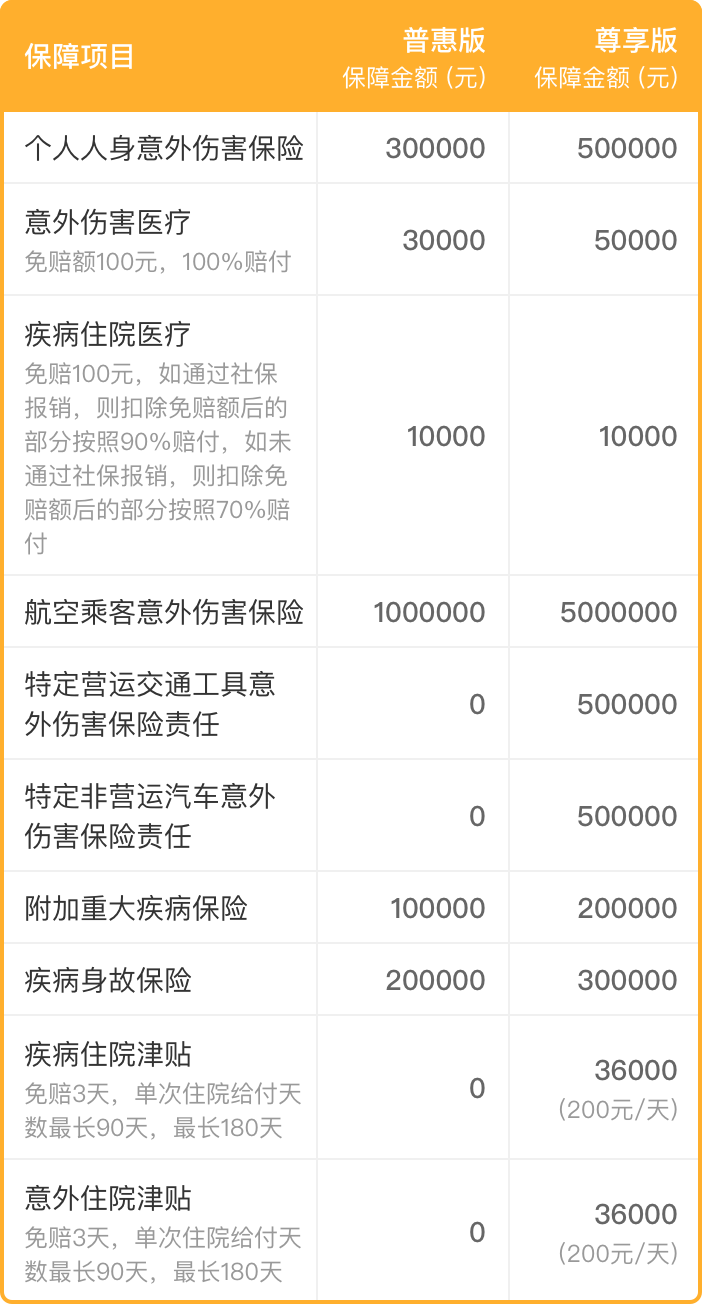 保障项目
普惠版
保障金额 (元)
尊享版
保障金额 (元)
个人人身意外伤害保险
300000
500000
意外伤害医疗
免赔额100元，100%赔付
30000
50000
疾病住院医疗
免赔100元，如通过社保
报销，则扣除免赔额后的
部分按照90%赔付，如未
通过社保报销，则扣除免
赔额后的部分按照70%赔
付
10000
10000
航空乘客意外伤害保险
1000000
5000000
特定营运交通工具意
外伤害保险责任
0
500000
特定非营运汽车意外
伤害保险责任
0
500000
附加重大疾病保险
100000
200000
疾病身故保险
200000
300000
疾病住院津贴
免赔3天，单次住院给付天
数最长90天，最长180天
0
36000
(200元/天)
意外住院津贴
免赔3天，单次住院给付天
数最长90天，最长180天
0
36000
(200元/天)